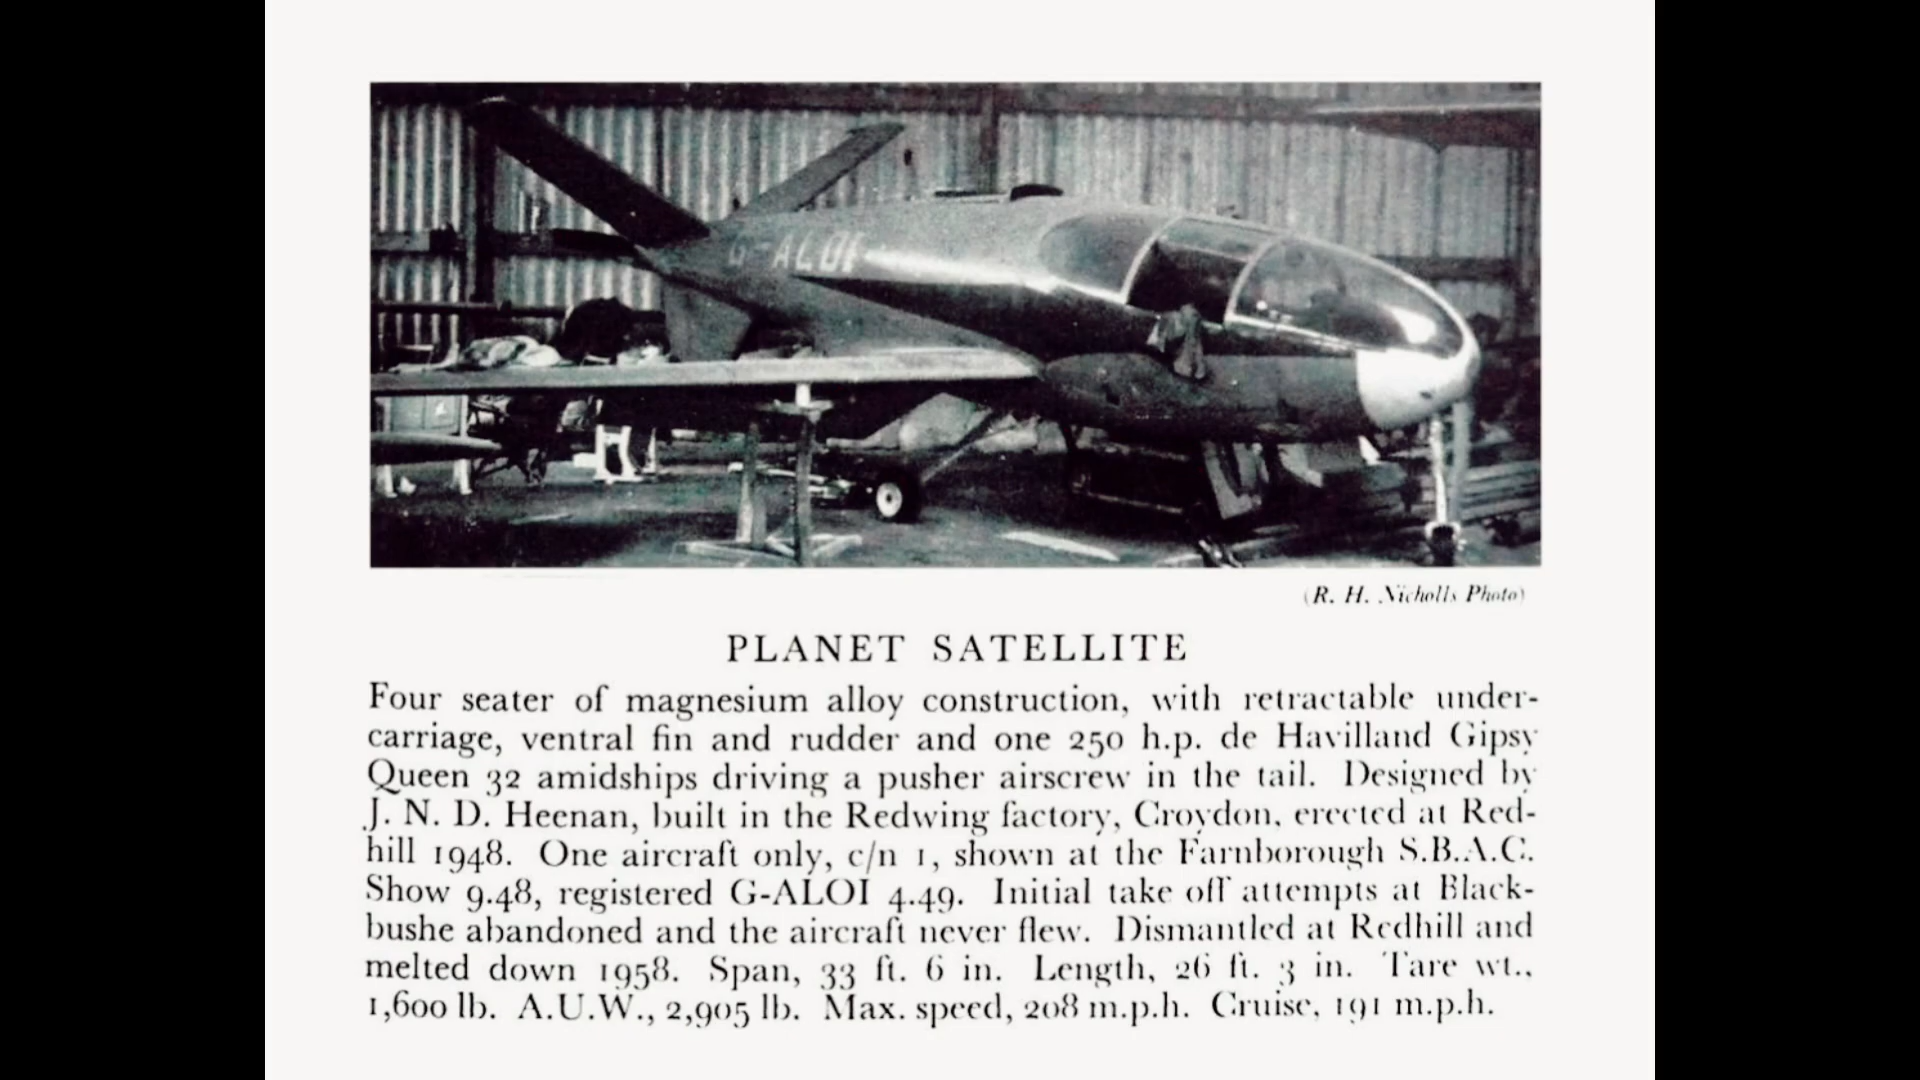 G-ALOI
(R. H. Nicholls Photo)
PLANET SATELLITE
Four seater of magnesium alloy construction, with retractable under-
carriage, ventral fin and rudder and one 250 h.p. de Havilland Gipsy
Queen 32 amidships driving a pusher airscrew in the tail. Designed by
J. N. D. Heenan, built in the Redwing factory, Croydon, erected at Red-
hill 1948. One aircraft only, c/n 1, shown at the Farnborough S.B.A.C.
Show 9.48, registered G-ALOI 4.49. Initial take off attempts at Black-
bushe abandoned and the aircraft never flew. Dismantled at Redhill and
melted down 1958. Span, 33 ft. 6 in. Length, 26 ft. 3 in. Tare wt.,
1,600 lb. A.U.W., 2,905 lb. Max. speed, 208 m.p.h. Cruise, 191 m.p.h.